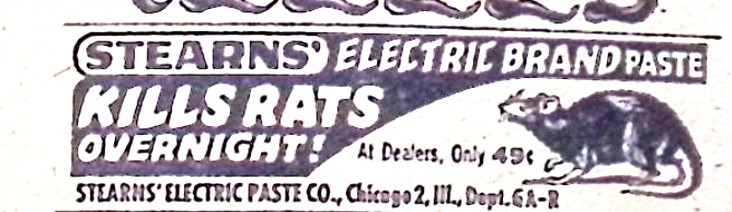 STEARNS' ELECTRIC BRAND PASTE
KILLS RATS
OVERNIGHT!
At Dealers, Only 49¢
STEARNS' ELECTRIC PASTE CO., Chicago 2, Ill., Dept. GA-R